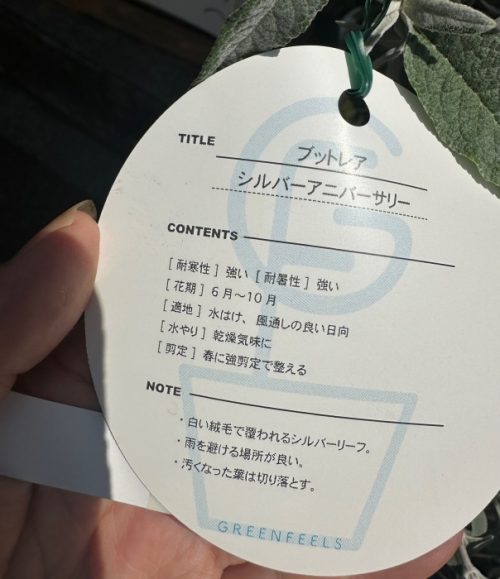 TITLE ブットレア
シルバーアニバーサリー
CONTENTS
[ 耐寒性 ] 強い [ 耐暑性 ] 強い
[ 花期 ] 6月〜10月
[ 適地 ] 水はけ、風通しの良い日向
[ 水やり ] 乾燥気味に
[ 剪定 ] 春に強剪定で整える
NOTE
・白い絨毛で覆われるシルバーリーフ。
・雨を避ける場所が良い。
・汚くなった葉は切り落とす。
GREENFEELS